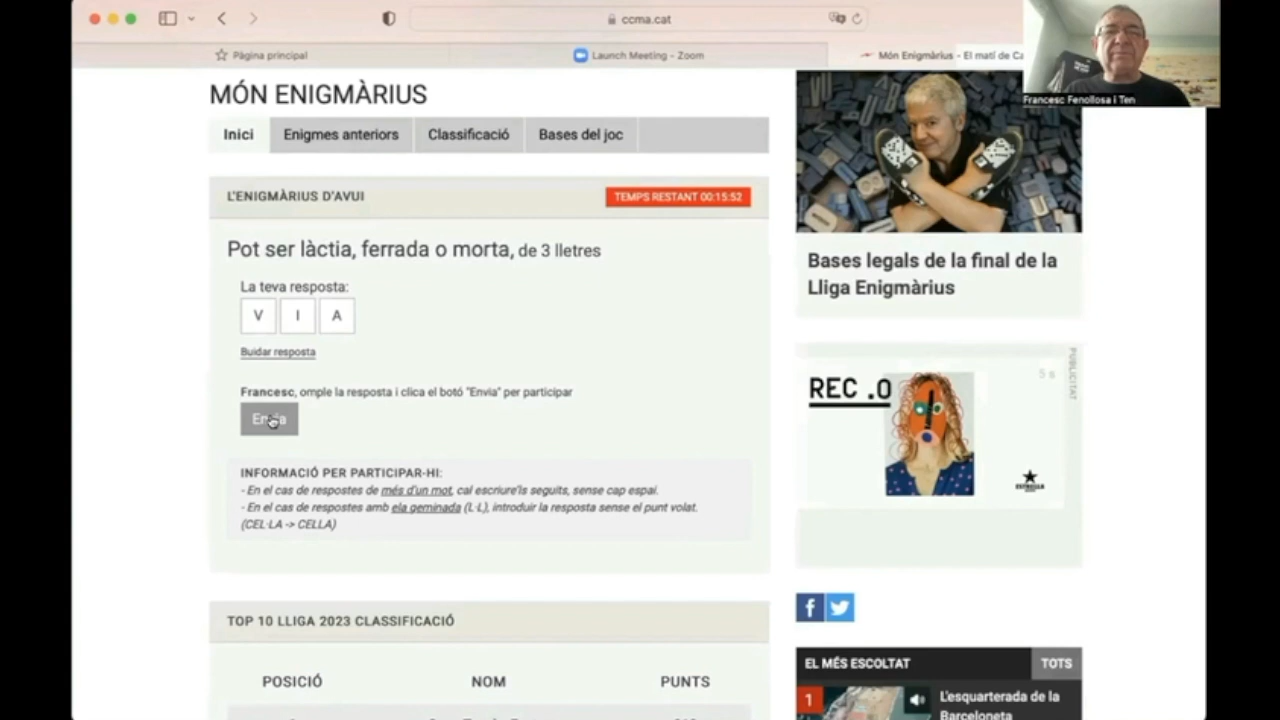 ccma.cat
Pàgina principal
Launch Meeting - Zoom
Món Enigmàrius - El matí de Ca
Francesc Fenollosa i Ten
MÓN ENIGMÀRIUS
Inici
Enigmes anteriors
Classificació
Bases del joc
L'ENIGMÀRIUS D'AVUI
TEMPS RESTANT 00:15:52
Pot ser làctia, ferrada o morta, de 3 lletres
La teva resposta:
V I A
Buidar resposta
Francesc, omple la resposta i clica el botó "Envia" per participar
Envia
INFORMACIÓ PER PARTICIPAR-HI:
- En el cas de respostes de més d'un mot, cal escriure'ls seguits, sense cap espai.
- En el cas de respostes amb ela geminada (L·L), introduir la resposta sense el punt volat.
(CEL·LA -> CELLA)
TOP 10 LLIGA 2023 CLASSIFICACIÓ
POSICIÓ
NOM
PUNTS
Bases legals de la final de la
Lliga Enigmàrius
PUBLICITAT
REC .0
ESTRELLA
EL MÉS ESCOLTAT
TOTS
1
L'esquarterada de la
Barceloneta